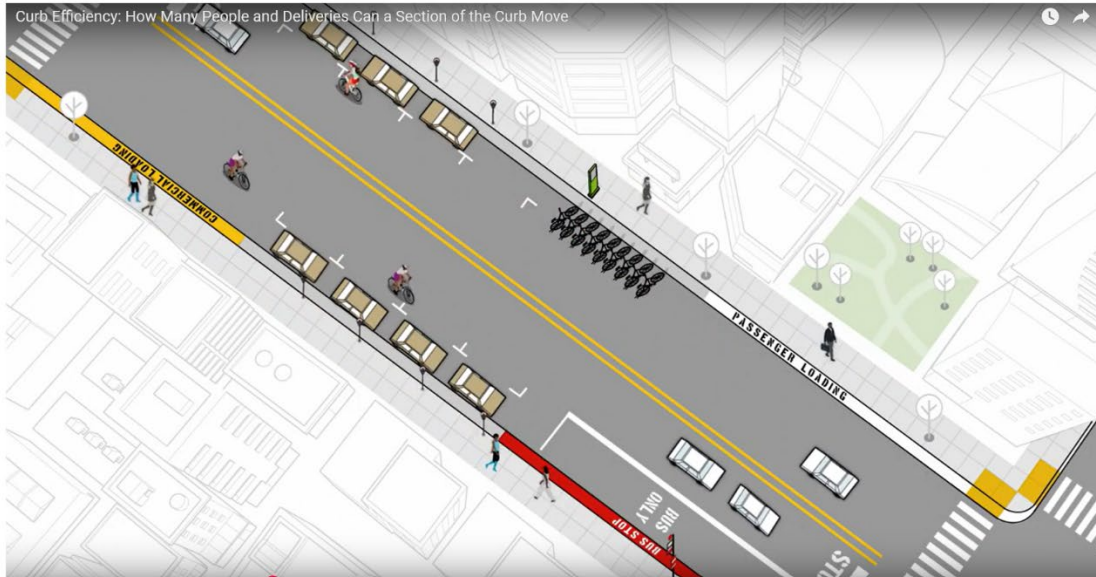 Curb Efficiency: How Many People and Deliveries Can a Section of the Curb Move
COMMERCIAL LOADING
PASSENGER LOADING
BUS
ONLY
BUS STOP